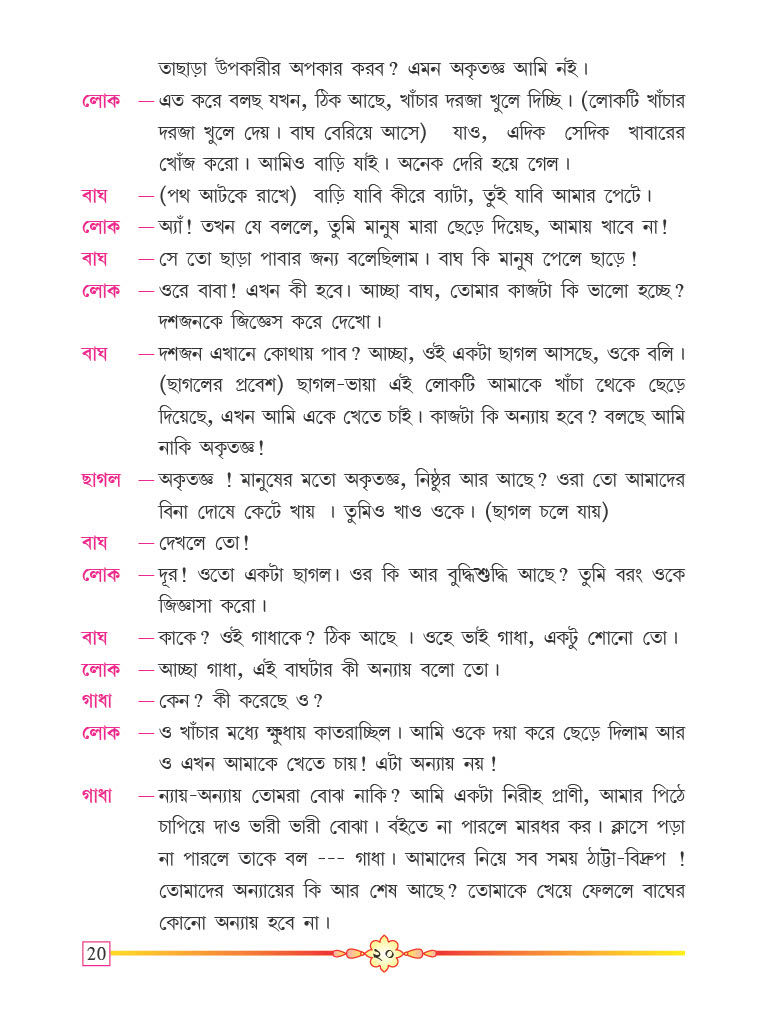 তাছাড়া উপকারীর অপকার করব? এমন অকৃতজ্ঞ আমি নই।
লোক — এত করে বলছ যখন, ঠিক আছে, খাঁচার দরজা খুলে দিচ্ছি। (লোকটি খাঁচার
দরজা খুলে দেয়। বাঘ বেরিয়ে আসে) যাও, এদিক সেদিক খাবারের
খোঁজ করো। আমিও বাড়ি যাই। অনেক দেরি হয়ে গেল।
বাঘ — (পথ আটকে রাখে) বাড়ি যাবি কীরে ব্যাটা, তুই যাবি আমার পেটে।
লোক — অ্যাঁ! তখন যে বললে, তুমি মানুষ মারা ছেড়ে দিয়েছ, আমায় খাবে না!
বাঘ — সে তো ছাড়া পাবার জন্য বলেছিলাম। বাঘ কি মানুষ পেলে ছাড়ে!
লোক — ওরে বাবা! এখন কী হবে। আচ্ছা বাঘ, তোমার কাজটা কি ভালো হচ্ছে?
দশজনকে জিজ্ঞেস করে দেখো।
বাঘ — দশজন এখানে কোথায় পাব? আচ্ছা, ওই একটা ছাগল আসছে, ওকে বলি।
(ছাগলের প্রবেশ) ছাগল-ভায়া এই লোকটি আমাকে খাঁচা থেকে ছেড়ে
দিয়েছে, এখন আমি একে খেতে চাই। কাজটা কি অন্যায় হবে? বলছে আমি
নাকি অকৃতজ্ঞ!
ছাগল — অকৃতজ্ঞ ! মানুষের মতো অকৃতজ্ঞ, নিষ্ঠুর আর আছে? ওরা তো আমাদের
বিনা দোষে কেটে খায় । তুমিও খাও ওকে। (ছাগল চলে যায়)
বাঘ — দেখলে তো!
লোক — দূর! ওতো একটা ছাগল। ওর কি আর বুদ্ধিশুদ্ধি আছে? তুমি বরং ওকে
জিজ্ঞাসা করো।
বাঘ — কাকে? ওই গাধাকে? ঠিক আছে । ওহে ভাই গাধা, একটু শোনো তো।
লোক — আচ্ছা গাধা, এই বাঘটার কী অন্যায় বলো তো।
গাধা — কেন? কী করেছে ও?
লোক — ও খাঁচার মধ্যে ক্ষুধায় কাতরাচ্ছিল। আমি ওকে দয়া করে ছেড়ে দিলাম আর
ও এখন আমাকে খেতে চায়! এটা অন্যায় নয়!
গাধা — ন্যায়-অন্যায় তোমরা বোঝ নাকি? আমি একটা নিরীহ প্রাণী, আমার পিঠে
চাপিয়ে দাও ভারী ভারী বোঝা। বইতে না পারলে মারধর কর। ক্লাসে পড়া
না পারলে তাকে বল --- গাধা। আমাদের নিয়ে সব সময় ঠাট্টা-বিদ্রুপ !
তোমাদের অন্যায়ের কি আর শেষ আছে? তোমাকে খেয়ে ফেললে বাঘের
কোনো অন্যায় হবে না।
20 ২০